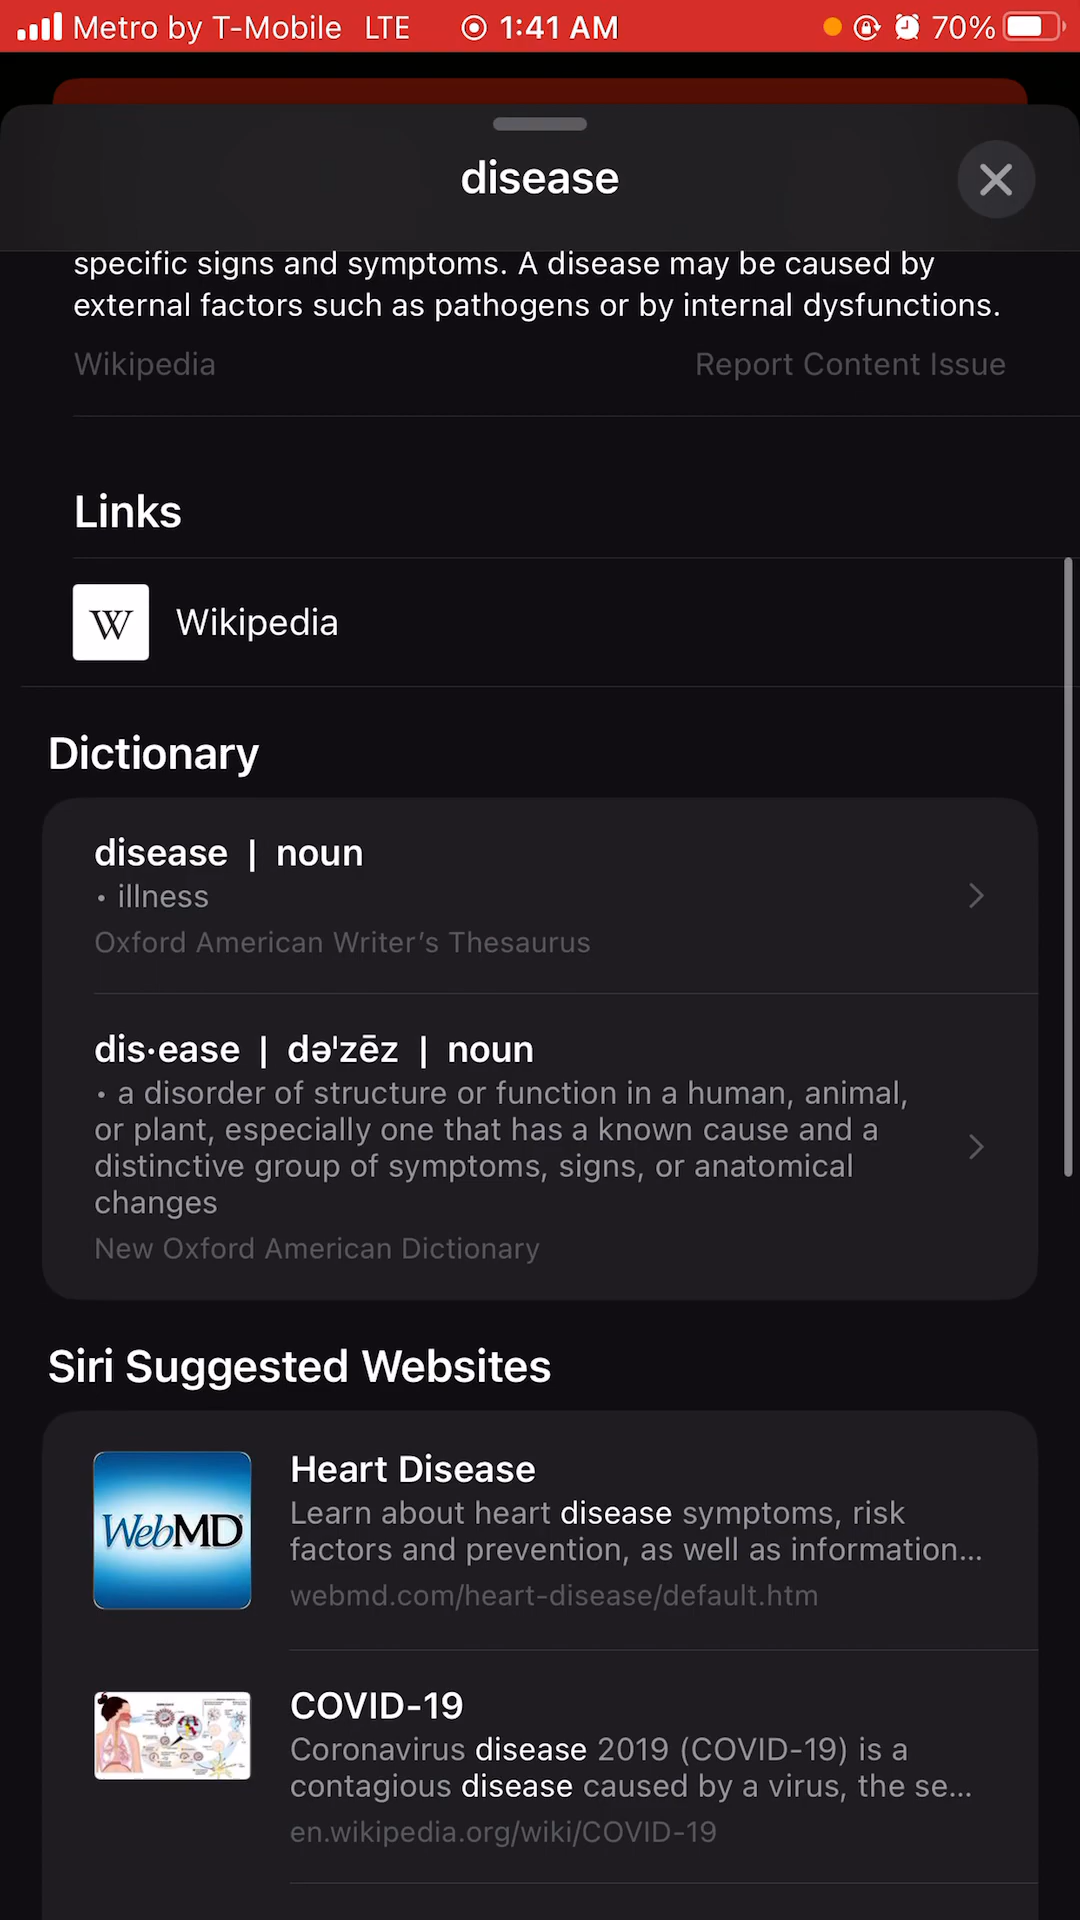 Metro by T-Mobile LTE 1:41 AM 70%
disease
specific signs and symptoms. A disease may be caused by
external factors such as pathogens or by internal dysfunctions.
Wikipedia Report Content Issue
Links
W Wikipedia
Dictionary
disease | noun
• illness
Oxford American Writer's Thesaurus
dis·ease | dəˈzēz | noun
• a disorder of structure or function in a human, animal,
or plant, especially one that has a known cause and a
distinctive group of symptoms, signs, or anatomical
changes
New Oxford American Dictionary
Siri Suggested Websites
WebMD
Heart Disease
Learn about heart disease symptoms, risk
factors and prevention, as well as information...
webmd.com/heart-disease/default.htm
COVID-19
Coronavirus disease 2019 (COVID-19) is a
contagious disease caused by a virus, the se...
en.wikipedia.org/wiki/COVID-19